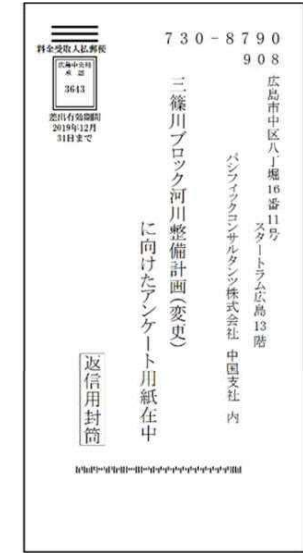 料金受取人払郵便
広島中央局
承認
3643
差出有効期間
2019年12月
31日まで
730-8790
908
広島市中区八丁堀16番11号
スタートラム広島13階
パシフィックコンサルタンツ株式会社 中国支社 内
三篠川ブロック河川整備計画(変更)
に向けたアンケート用紙在中
返信用封筒